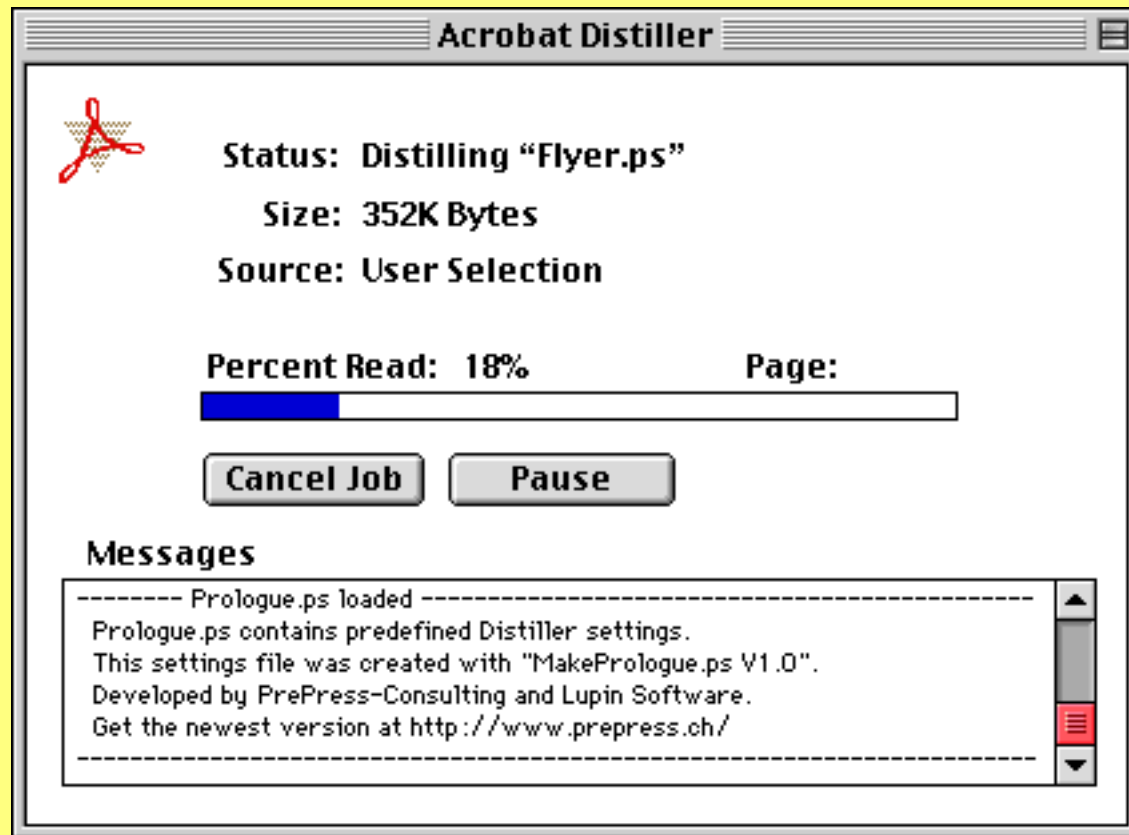 Acrobat Distiller
Status: Distilling “Flyer.ps”
Size: 352K Bytes
Source: User Selection
Percent Read: 18% Page:
Cancel Job Pause
Messages
-------- Prologue.ps loaded -----------------------------------------------
Prologue.ps contains predefined Distiller settings.
This settings file was created with "MakePrologue.ps V1.0".
Developed by PrePress-Consulting and Lupin Software.
Get the newest version at http://www.prepress.ch/
--------------------------------------------------------------------------